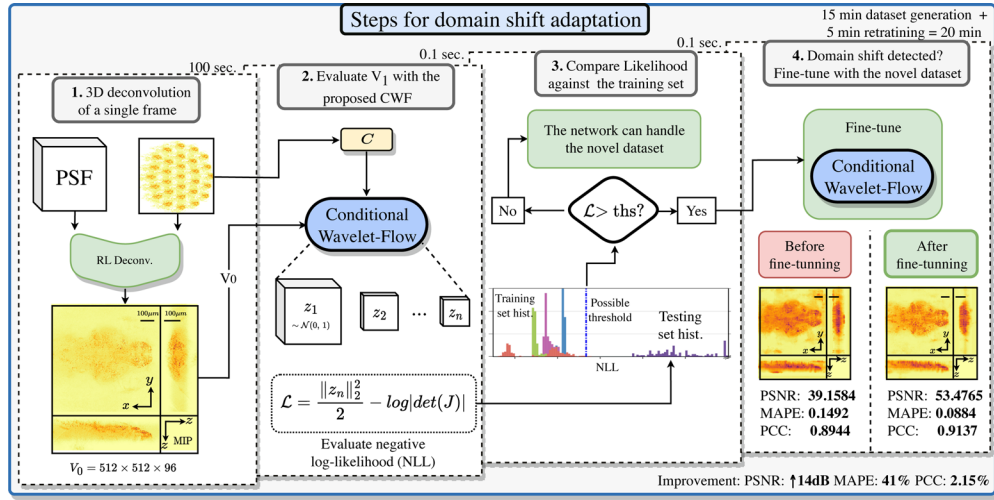 Steps for domain shift adaptation
15 min dataset generation +
5 min retratining = 20 min
100 sec.
0.1 sec.
0.1 sec.
1. 3D deconvolution
of a single frame
PSF
RL Deconv.
100µm
100µm
x
y
z
z
MIP
V₀ = 512 × 512 × 96
V0
2. Evaluate V₁ with the
proposed CWF
C
Conditional
Wavelet-Flow
z₁
∼ 𝒩(0, 1)
z₂
...
zₙ
ℒ = ‖zₙ‖₂² / 2 − log|det(J)|
Evaluate negative
log-likelihood (NLL)
3. Compare Likelihood
against the training set
The network can handle
the novel dataset
No
ℒ> ths?
Yes
Training
set hist.
Possible
threshold
Testing
set hist.
NLL
4. Domain shift detected?
Fine-tune with the novel dataset
Fine-tune
Conditional
Wavelet-Flow
Before
fine-tunning
After
fine-tunning
x
y
z
z
x
y
z
z
PSNR: 39.1584
MAPE: 0.1492
PCC: 0.8944
PSNR: 53.4765
MAPE: 0.0884
PCC: 0.9137
Improvement: PSNR: ↑14dB MAPE: 41% PCC: 2.15%